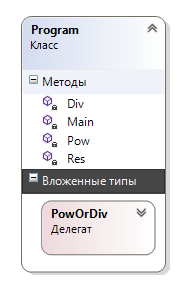 Program
Класс
Методы
Div
Main
Pow
Res
Вложенные типы
PowOrDiv
Делегат